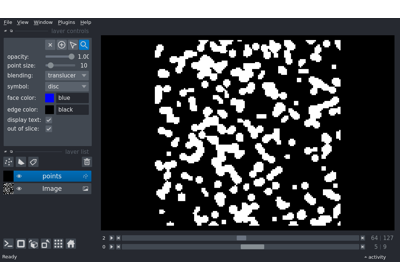 File View Window Plugins Help
layer controls
opacity: 1.00
point size: 10
blending: translucer
symbol: disc
face color: blue
edge color: black
display text:
out of slice:
layer list
points
Image
2 64 127
0 5 9
Ready activity